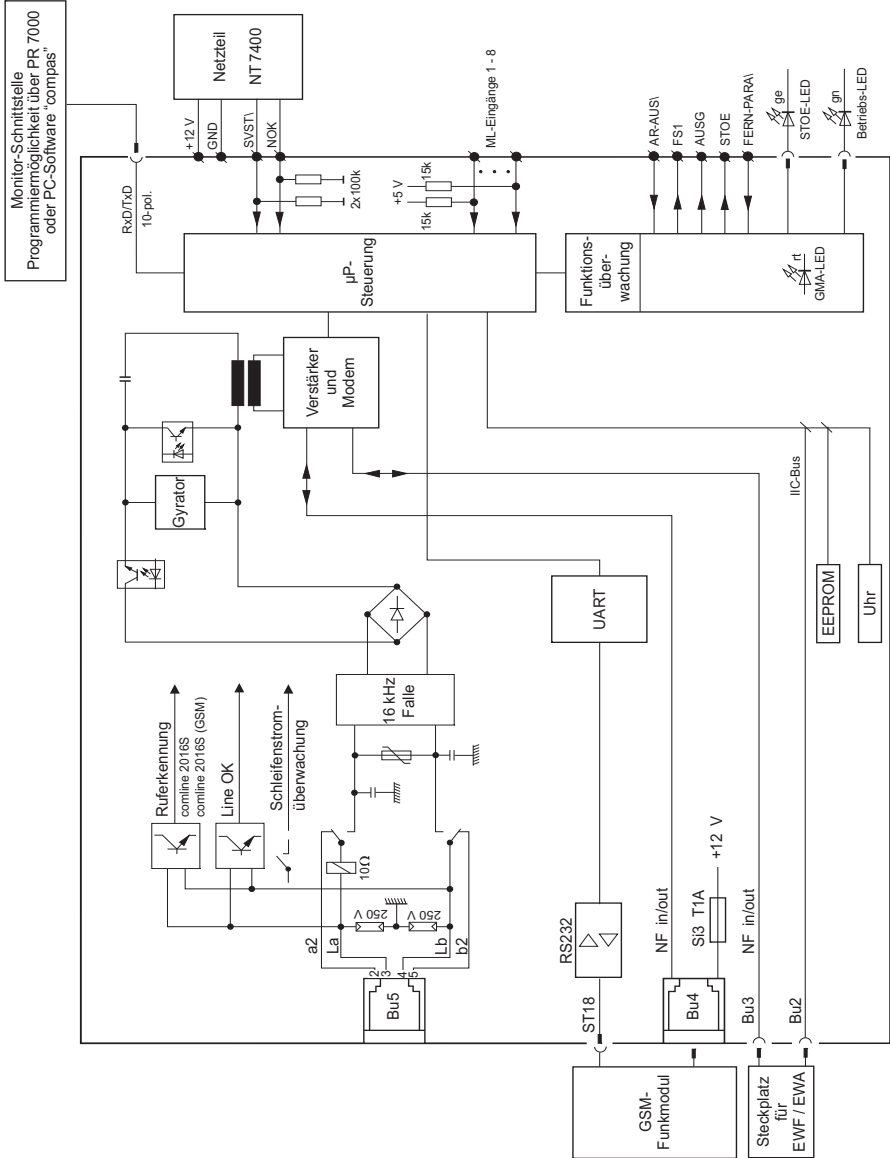 Monitor-Schnittstelle
Programmiermöglichkeit über PR 7000
oder PC-Software “compas”
RxD/TxD
10-pol.
Netzteil
NT7400
+12 V
GND
SVST\
NOK
2x100k
+5 V
15k
15k
ML-Eingänge 1 - 8
AR-AUS\
FS1
AUSG
STOE
FERN-PARA\
ge
STOE-LED
gn
Betriebs-LED
µP-
Steuerung
Funktions-
über-
wachung
rt
GMA-LED
Verstärker
und
Modem
Gyrator
IIC-Bus
EEPROM
Uhr
UART
16 kHz
Falle
Ruferkennung
comline 2016S
comline 2016S (GSM)
Line OK
Schleifenstrom-
überwachung
10Ω
250 V
250 V
a2
La
Lb
b2
2
3
4
5
Bu5
RS232
ST18
NF in/out
Si3 T1A
+12 V
Bu4
NF in/out
Bu3
Bu2
GSM-
Funkmodul
Steckplatz
für
EWF / EWA